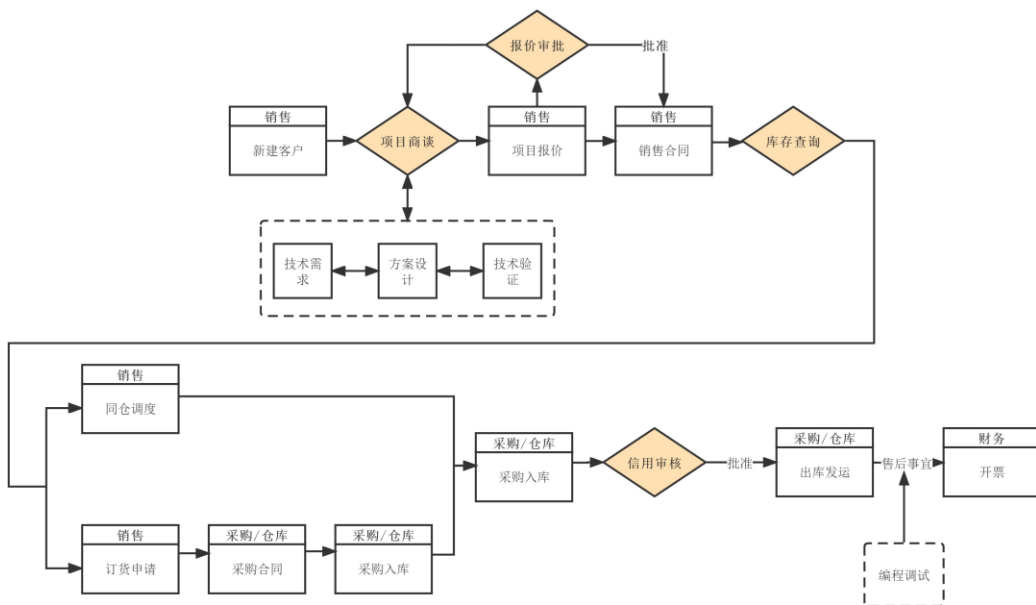 报价审批
批准
销售
新建客户
项目商谈
销售
项目报价
销售
销售合同
库存查询
技术需
求
方案设
计
技术验
证
销售
同仓调度
采购/仓库
采购入库
信用审核
批准
采购/仓库
出库发运
售后事宜
财务
开票
销售
订货申请
采购/仓库
采购合同
采购/仓库
采购入库
编程调试